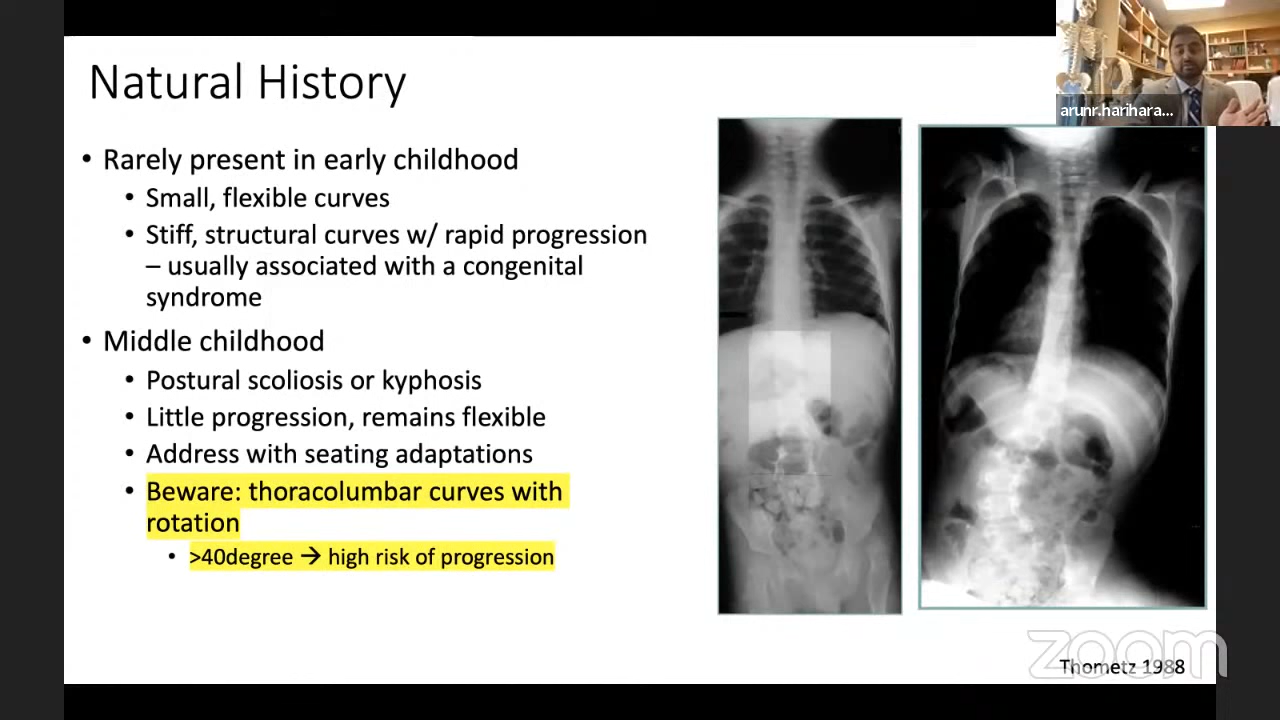 Natural History
arunr.harihara...
• Rarely present in early childhood
• Small, flexible curves
• Stiff, structural curves w/ rapid progression
– usually associated with a congenital
syndrome
• Middle childhood
• Postural scoliosis or kyphosis
• Little progression, remains flexible
• Address with seating adaptations
• Beware: thoracolumbar curves with
rotation
• >40degree → high risk of progression
zoom
Thometz 1988